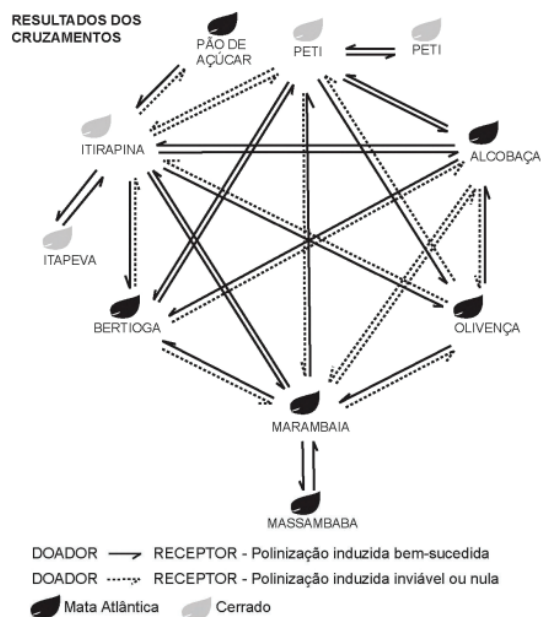 RESULTADOS DOS
CRUZAMENTOS
PÃO DE
AÇÚCAR
PETI
PETI
ITIRAPINA
ALCOBAÇA
ITAPEVA
BERTIOGA
OLIVENÇA
MARAMBAIA
MASSAMBABA
DOADOR RECEPTOR - Polinização induzida bem-sucedida
DOADOR RECEPTOR - Polinização induzida inviável ou nula
Mata Atlântica Cerrado